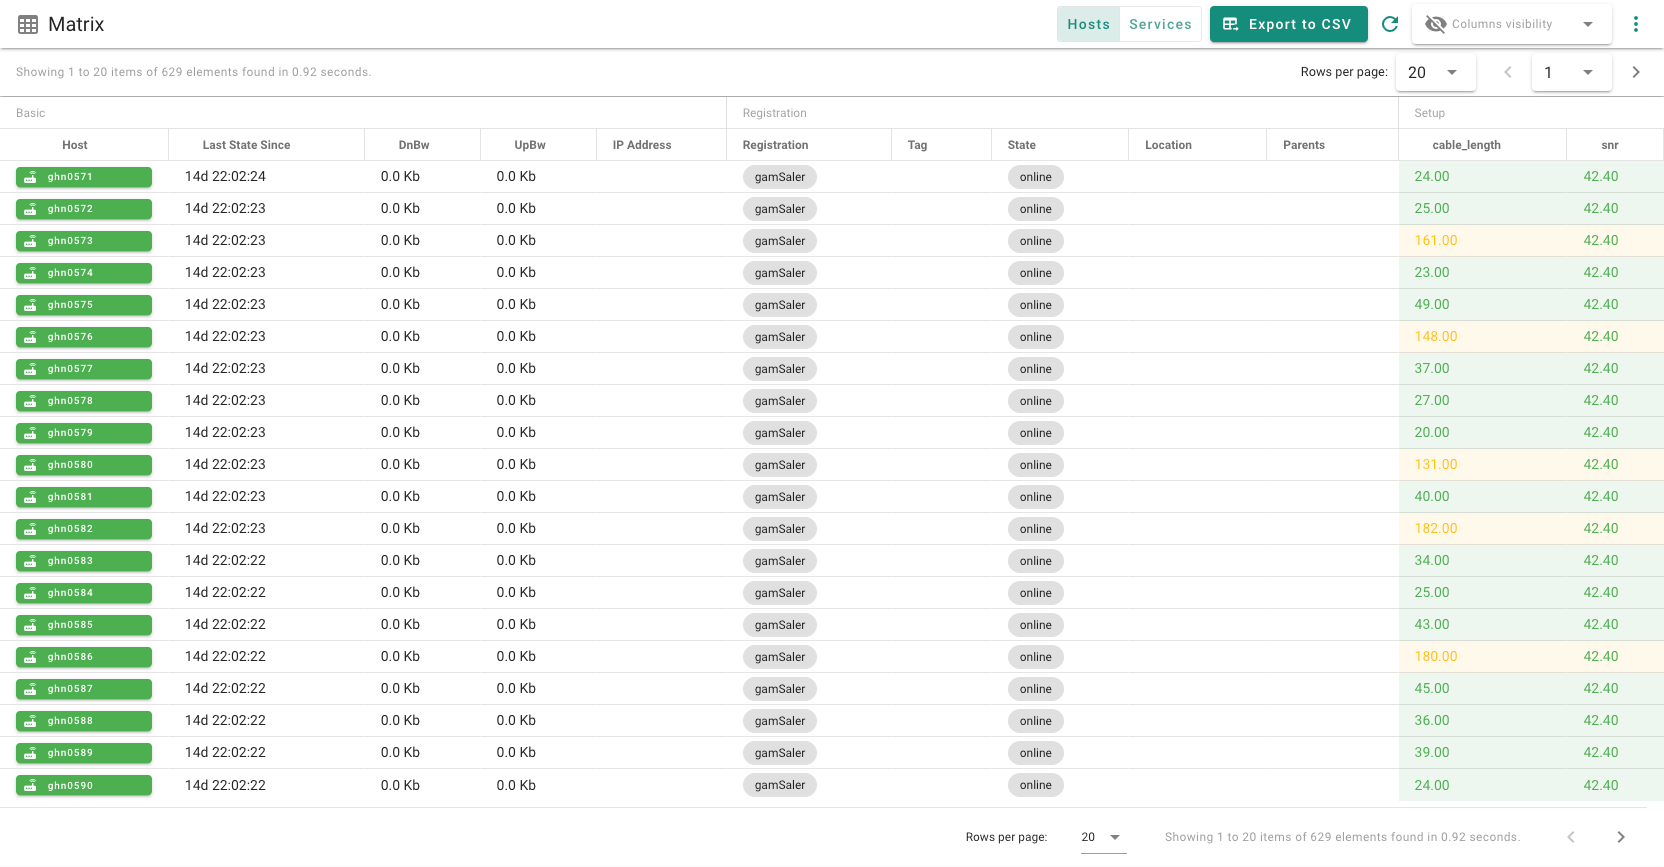 Matrix Hosts Services Export to CSV Columns visibility
Showing 1 to 20 items of 629 elements found in 0.92 seconds. Rows per page: 20 1
Basic Registration Setup
Host Last State Since DnBw UpBw IP Address Registration Tag State Location Parents cable_length snr
ghn0571 14d 22:02:24 0.0 Kb 0.0 Kb gamSaler online 24.00 42.40
ghn0572 14d 22:02:23 0.0 Kb 0.0 Kb gamSaler online 25.00 42.40
ghn0573 14d 22:02:23 0.0 Kb 0.0 Kb gamSaler online 161.00 42.40
ghn0574 14d 22:02:23 0.0 Kb 0.0 Kb gamSaler online 23.00 42.40
ghn0575 14d 22:02:23 0.0 Kb 0.0 Kb gamSaler online 49.00 42.40
ghn0576 14d 22:02:23 0.0 Kb 0.0 Kb gamSaler online 148.00 42.40
ghn0577 14d 22:02:23 0.0 Kb 0.0 Kb gamSaler online 37.00 42.40
ghn0578 14d 22:02:23 0.0 Kb 0.0 Kb gamSaler online 27.00 42.40
ghn0579 14d 22:02:23 0.0 Kb 0.0 Kb gamSaler online 20.00 42.40
ghn0580 14d 22:02:23 0.0 Kb 0.0 Kb gamSaler online 131.00 42.40
ghn0581 14d 22:02:23 0.0 Kb 0.0 Kb gamSaler online 40.00 42.40
ghn0582 14d 22:02:23 0.0 Kb 0.0 Kb gamSaler online 182.00 42.40
ghn0583 14d 22:02:22 0.0 Kb 0.0 Kb gamSaler online 34.00 42.40
ghn0584 14d 22:02:22 0.0 Kb 0.0 Kb gamSaler online 25.00 42.40
ghn0585 14d 22:02:22 0.0 Kb 0.0 Kb gamSaler online 43.00 42.40
ghn0586 14d 22:02:22 0.0 Kb 0.0 Kb gamSaler online 180.00 42.40
ghn0587 14d 22:02:22 0.0 Kb 0.0 Kb gamSaler online 45.00 42.40
ghn0588 14d 22:02:22 0.0 Kb 0.0 Kb gamSaler online 36.00 42.40
ghn0589 14d 22:02:22 0.0 Kb 0.0 Kb gamSaler online 39.00 42.40
ghn0590 14d 22:02:22 0.0 Kb 0.0 Kb gamSaler online 24.00 42.40
Rows per page: 20 Showing 1 to 20 items of 629 elements found in 0.92 seconds.